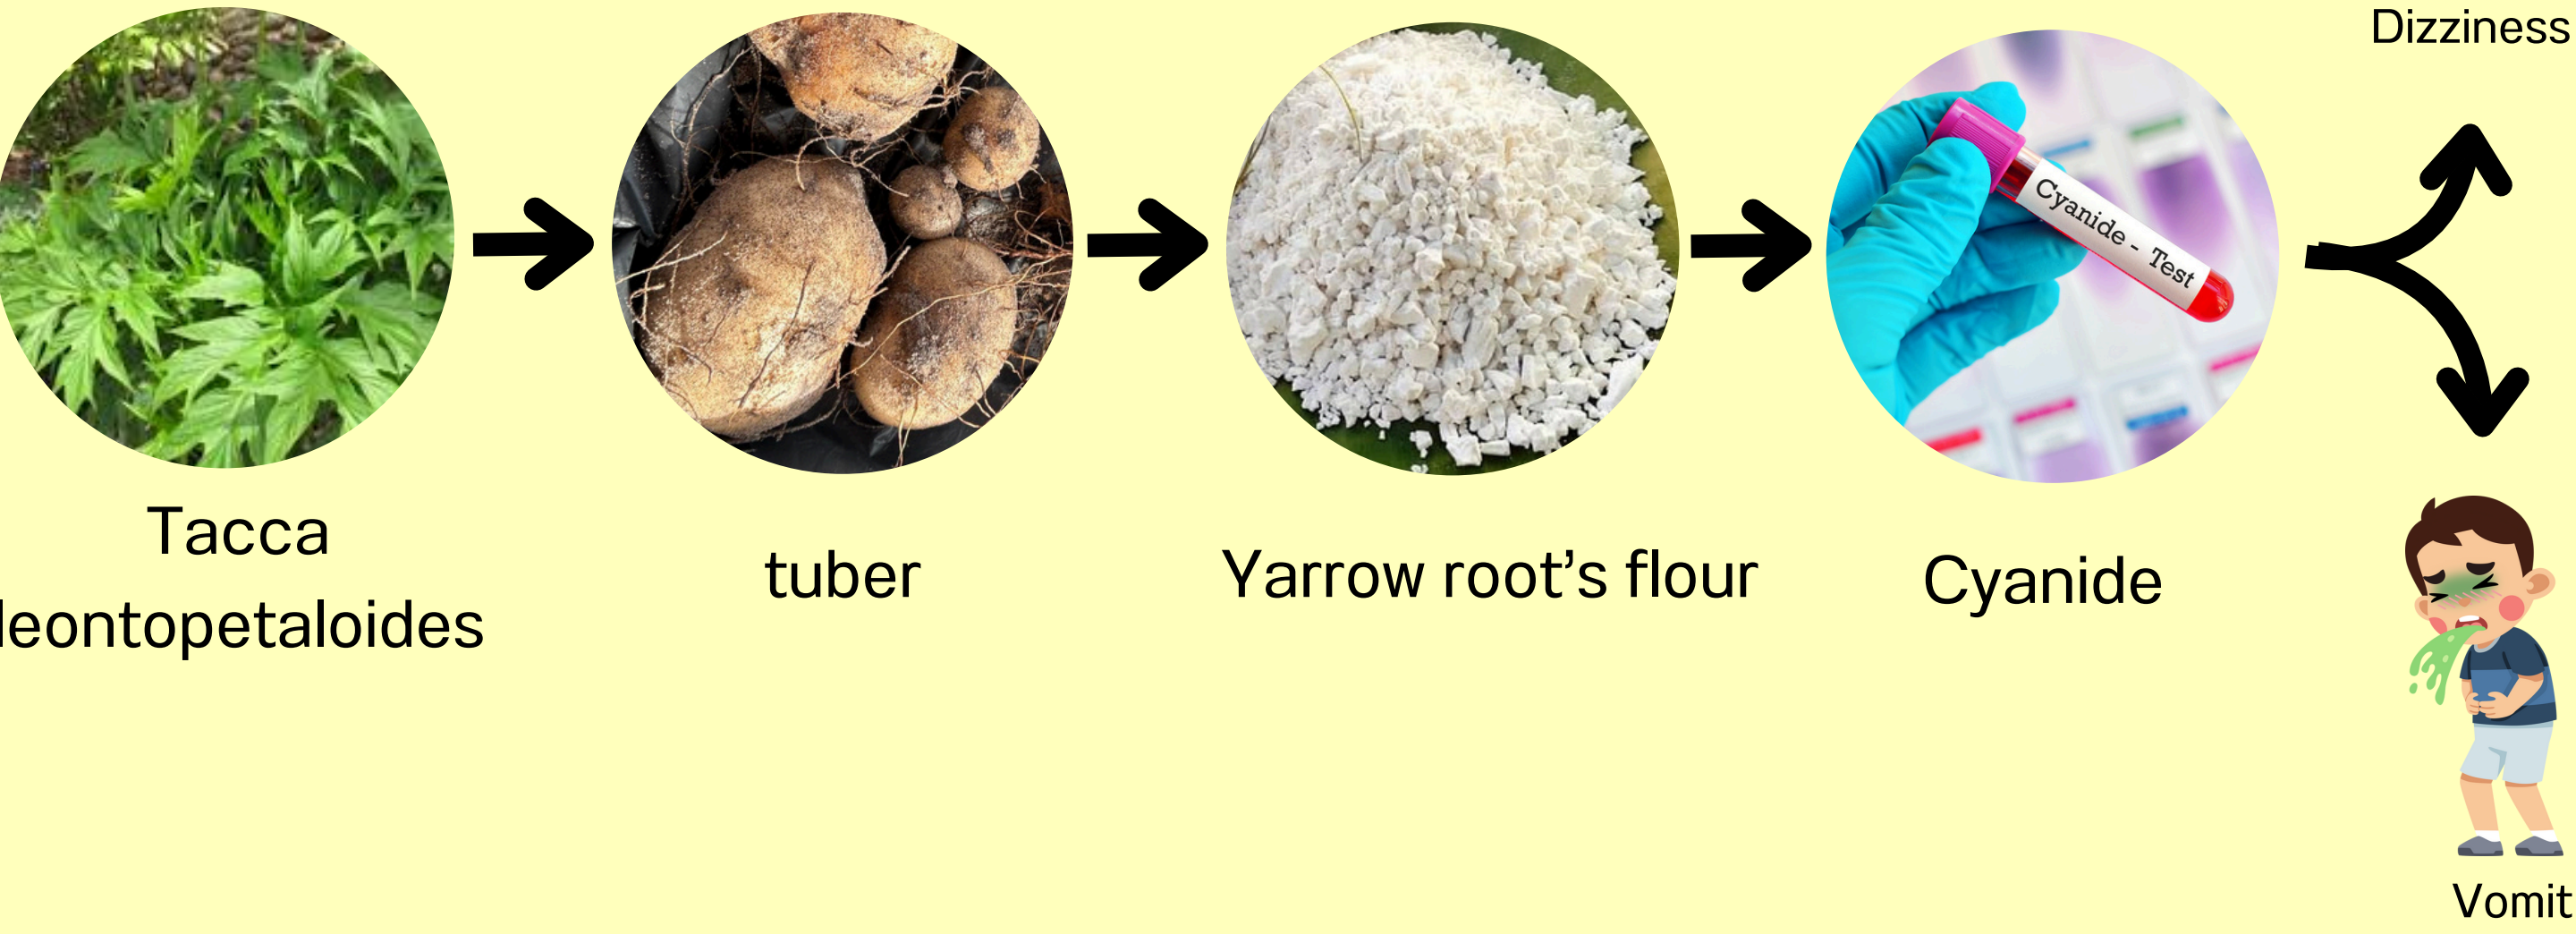 Dizziness
Cyanide - Test
Tacca
leontopetaloides
tuber
Yarrow root's flour
Cyanide
Vomit